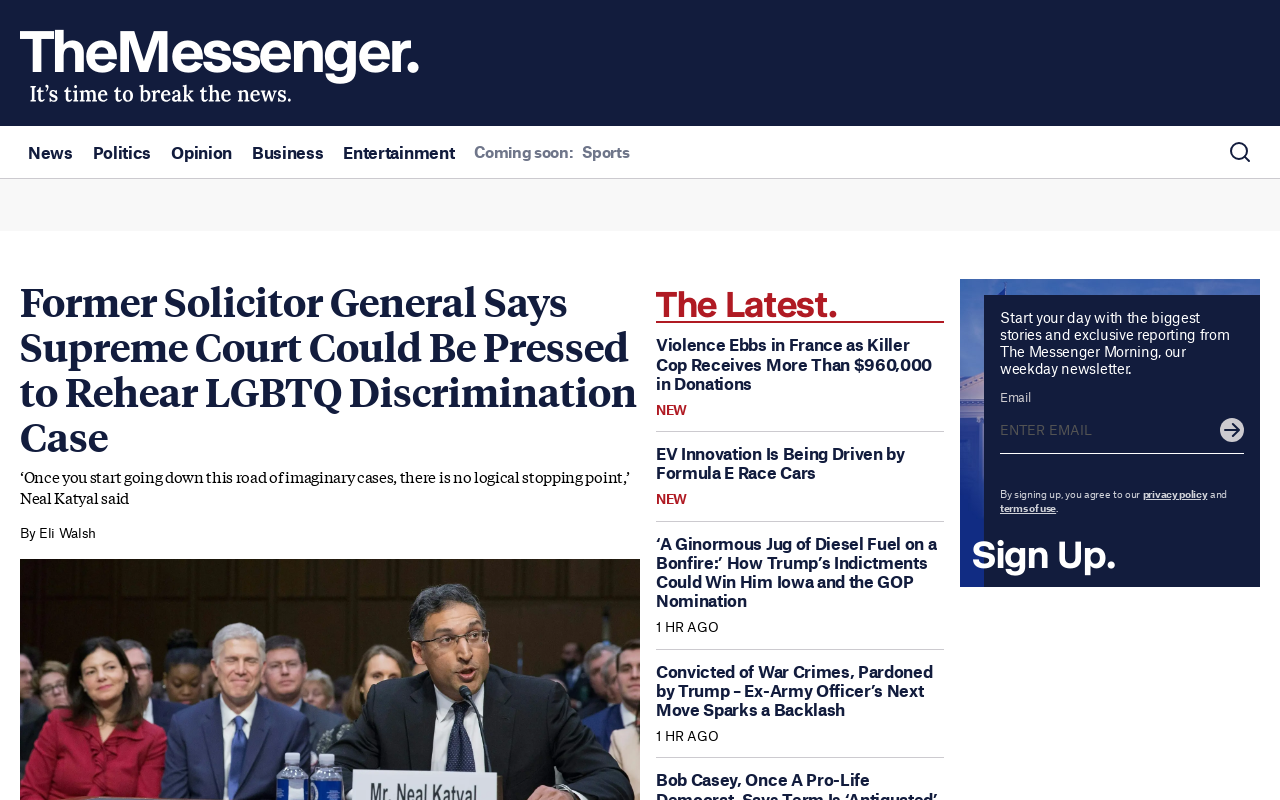 TheMessenger.
It's time to break the news.
News Politics Opinion Business Entertainment Coming soon: Sports
Former Solicitor General Says
Supreme Court Could Be Pressed
to Rehear LGBTQ Discrimination
Case
‘Once you start going down this road of imaginary cases, there is no logical stopping point,’
Neal Katyal said
By Eli Walsh
Mr. Neal Katyal
The Latest.
Violence Ebbs in France as Killer
Cop Receives More Than $960,000
in Donations
NEW
EV Innovation Is Being Driven by
Formula E Race Cars
NEW
‘A Ginormous Jug of Diesel Fuel on a
Bonfire:’ How Trump’s Indictments
Could Win Him Iowa and the GOP
Nomination
1 HR AGO
Convicted of War Crimes, Pardoned
by Trump – Ex-Army Officer’s Next
Move Sparks a Backlash
1 HR AGO
Bob Casey, Once A Pro-Life
Democrat, Says Term Is ‘Antiquated’
Start your day with the biggest
stories and exclusive reporting from
The Messenger Morning, our
weekday newsletter.
Email
ENTER EMAIL
By signing up, you agree to our privacy policy and
terms of use.
Sign Up.